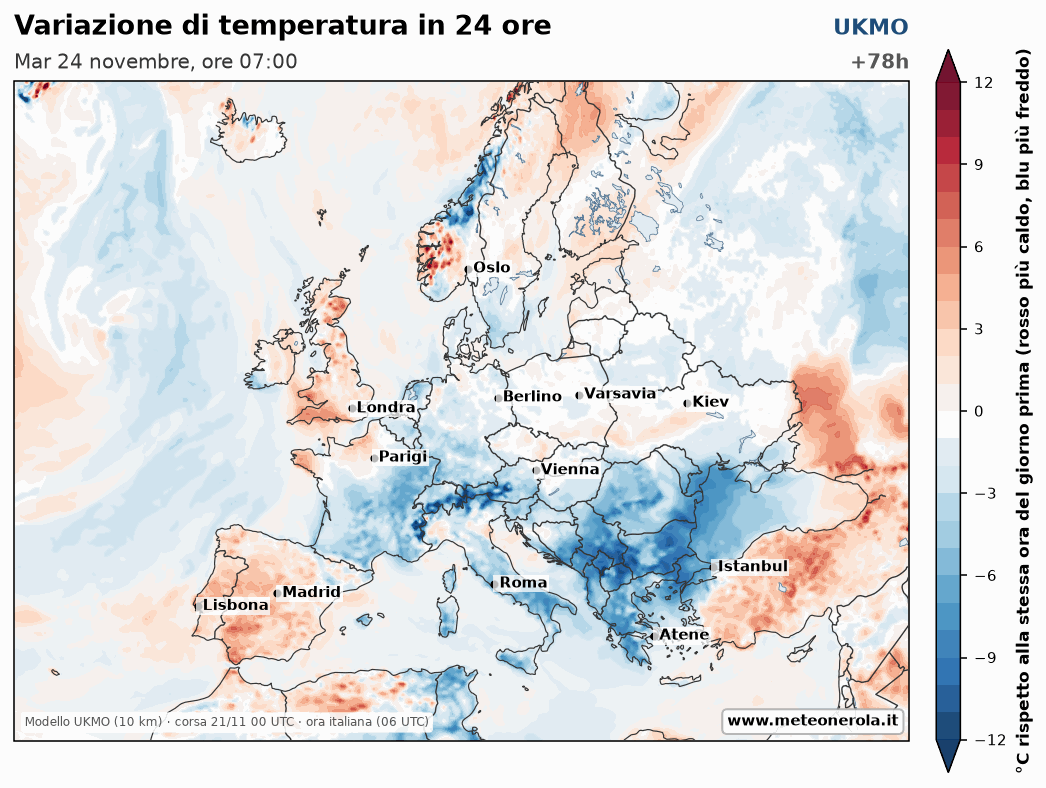 Variazione di temperatura in 24 ore
UKMO
Mar 24 novembre, ore 07:00
+78h
Oslo
Londra
Berlino
Varsavia
Kiev
Parigi
Vienna
Istanbul
Roma
Madrid
Lisbona
Atene
Modello UKMO (10 km) · corsa 21/11 00 UTC · ora italiana (06 UTC)
www.meteonerola.it
12
9
6
3
0
−3
−6
−9
−12
°C rispetto alla stessa ora del giorno prima (rosso più caldo, blu più freddo)